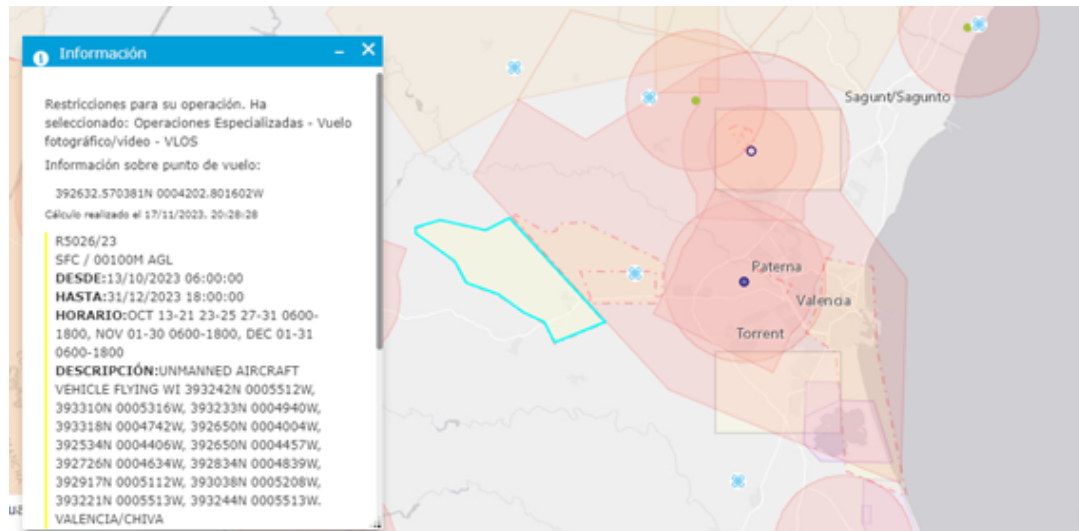 Información
Restricciones para su operación. Ha
seleccionado: Operaciones Especializadas - Vuelo
fotográfico/video - VLOS
Información sobre punto de vuelo:
392632.570381N 0004202.801602W
Cálculo realizado el 17/11/2023, 20:28:28
R5026/23
SFC / 00100M AGL
DESDE:13/10/2023 06:00:00
HASTA:31/12/2023 18:00:00
HORARIO:OCT 13-21 23-25 27-31 0600-
1800, NOV 01-30 0600-1800, DEC 01-31
0600-1800
DESCRIPCIÓN:UNMANNED AIRCRAFT
VEHICLE FLYING WI 393242N 0005512W,
393310N 0005316W, 393233N 0004940W,
393318N 0004742W, 392650N 0004004W,
392534N 0004406W, 392650N 0004457W,
392726N 0004634W, 392834N 0004839W,
392917N 0005112W, 393038N 0005208W,
393221N 0005513W, 393244N 0005513W.
VALENCIA/CHIVA
Sagunt/Sagunto
Paterna
Valencia
Torrent